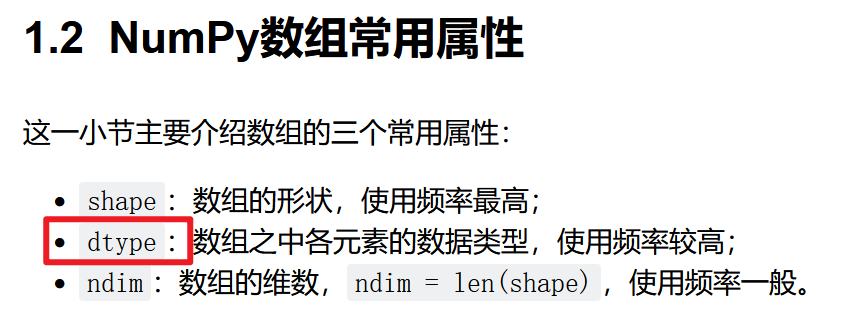 1.2 NumPy数组常用属性
这一小节主要介绍数组的三个常用属性：
• shape：数组的形状，使用频率最高；
• dtype：数组之中各元素的数据类型，使用频率较高；
• ndim：数组的维数，ndim = len(shape)，使用频率一般。